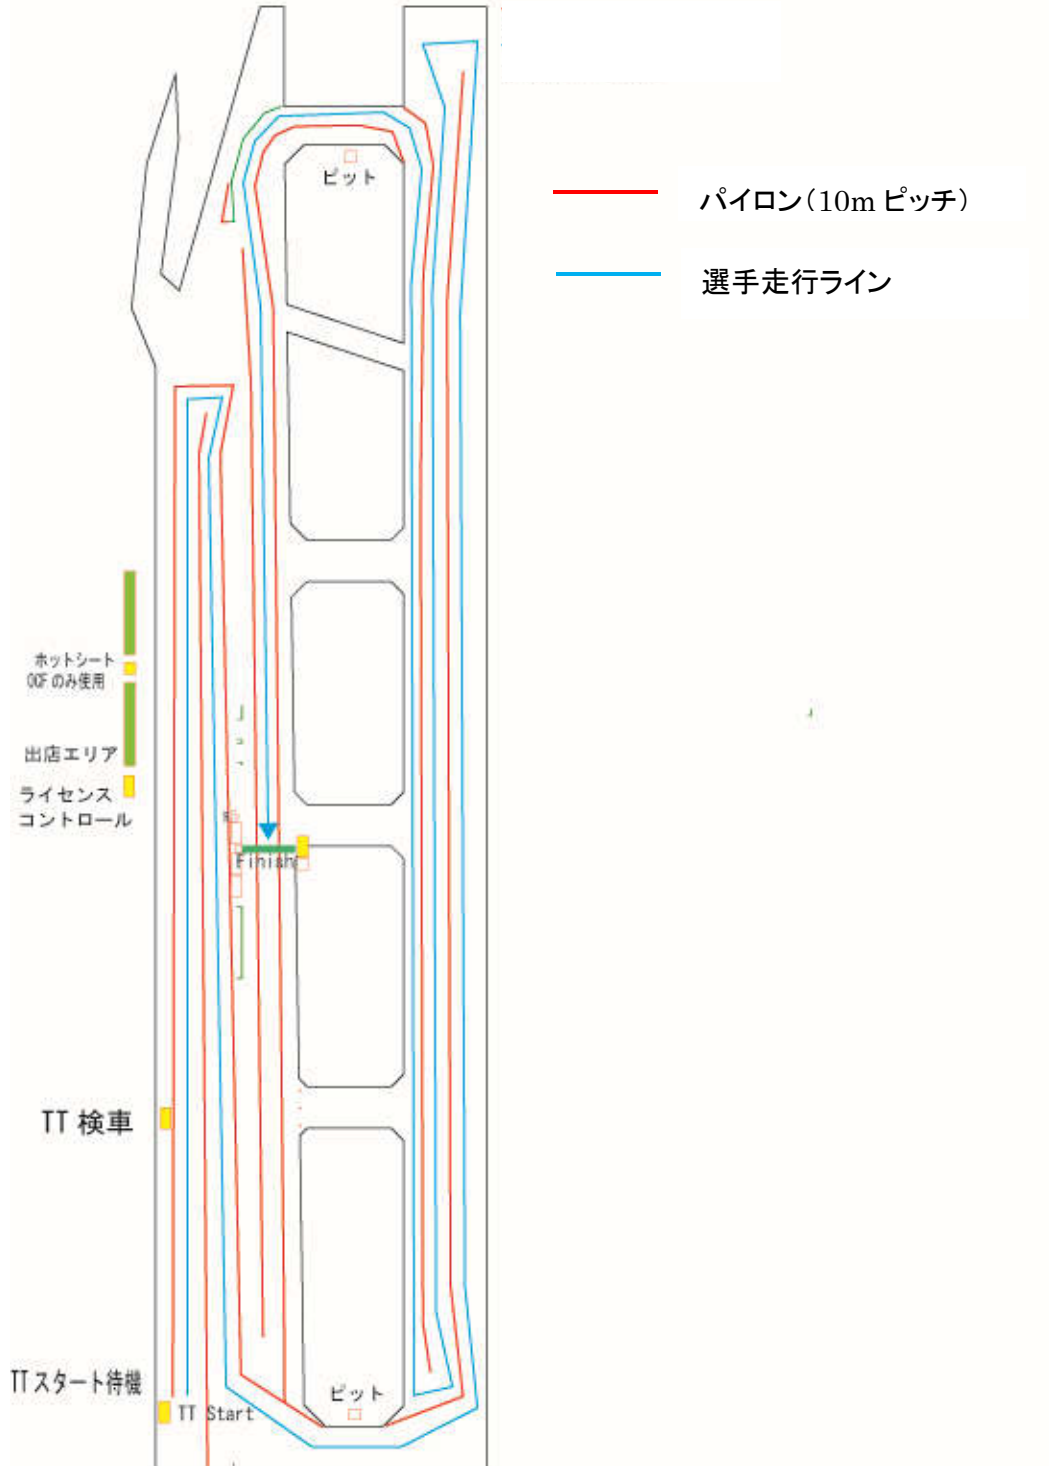 ピット
パイロン（10m ピッチ）
選手走行ライン
ホットシート
OCF のみ使用
出店エリア
ライセンス
コントロール
Finish
TT 検車
TT スタート待機
TT Start
ピット